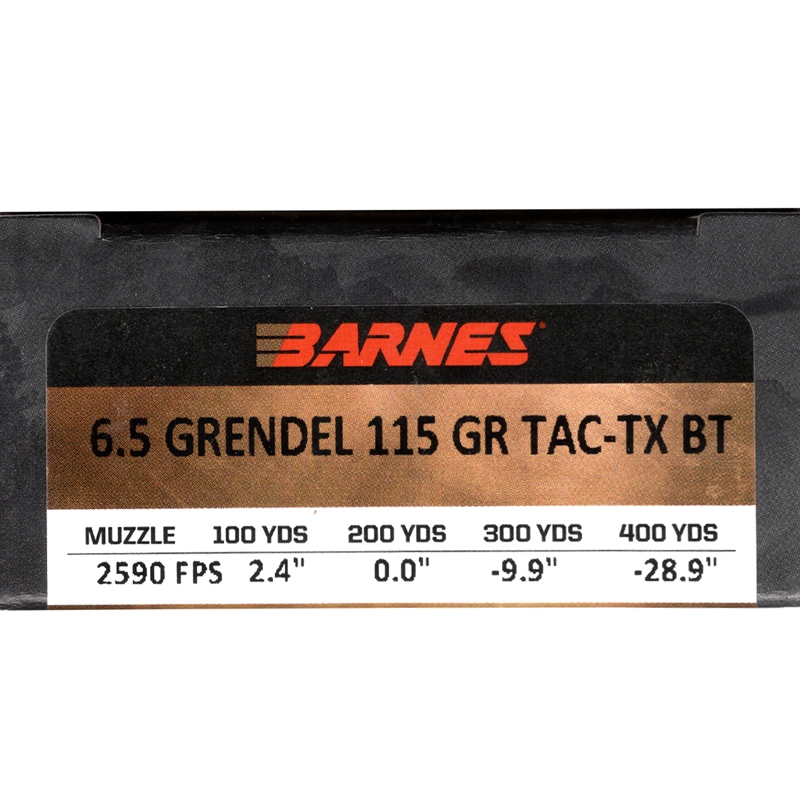 BARNES®
6.5 GRENDEL 115 GR TAC-TX BT
MUZZLE 100 YDS 200 YDS 300 YDS 400 YDS
2590 FPS 2.4" 0.0" -9.9" -28.9"